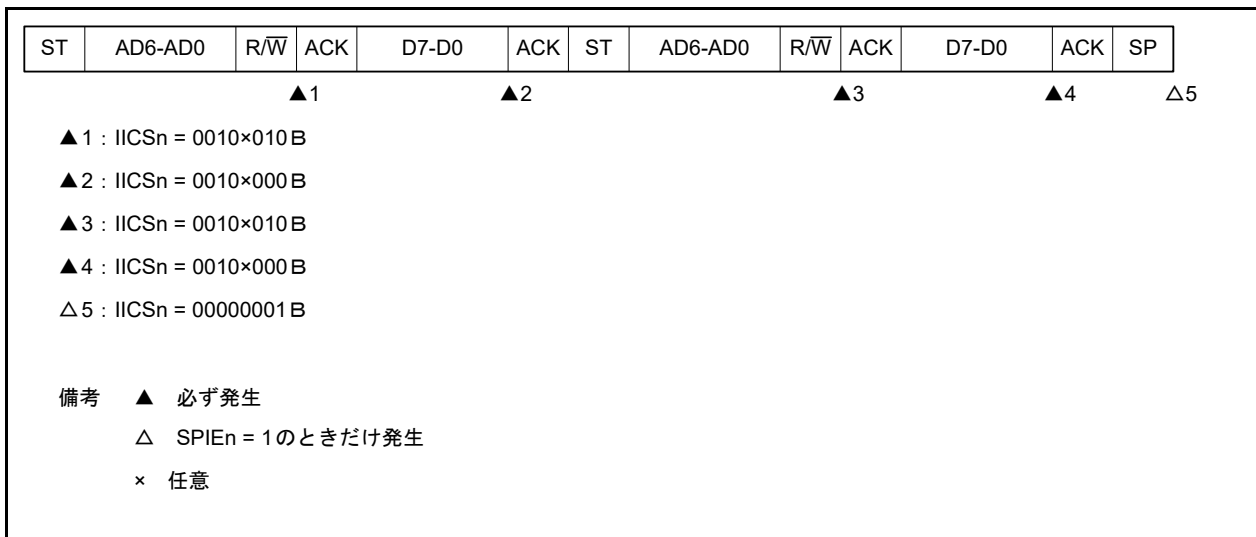 ST AD6-AD0 R/W̅ ACK D7-D0 ACK ST AD6-AD0 R/W̅ ACK D7-D0 ACK SP
▲1 ▲2 ▲3 ▲4 △5
▲1：IICSn = 0010×010B
▲2：IICSn = 0010×000B
▲3：IICSn = 0010×010B
▲4：IICSn = 0010×000B
△5：IICSn = 00000001B
備考 ▲ 必ず発生
△ SPIEn = 1のときだけ発生
× 任意